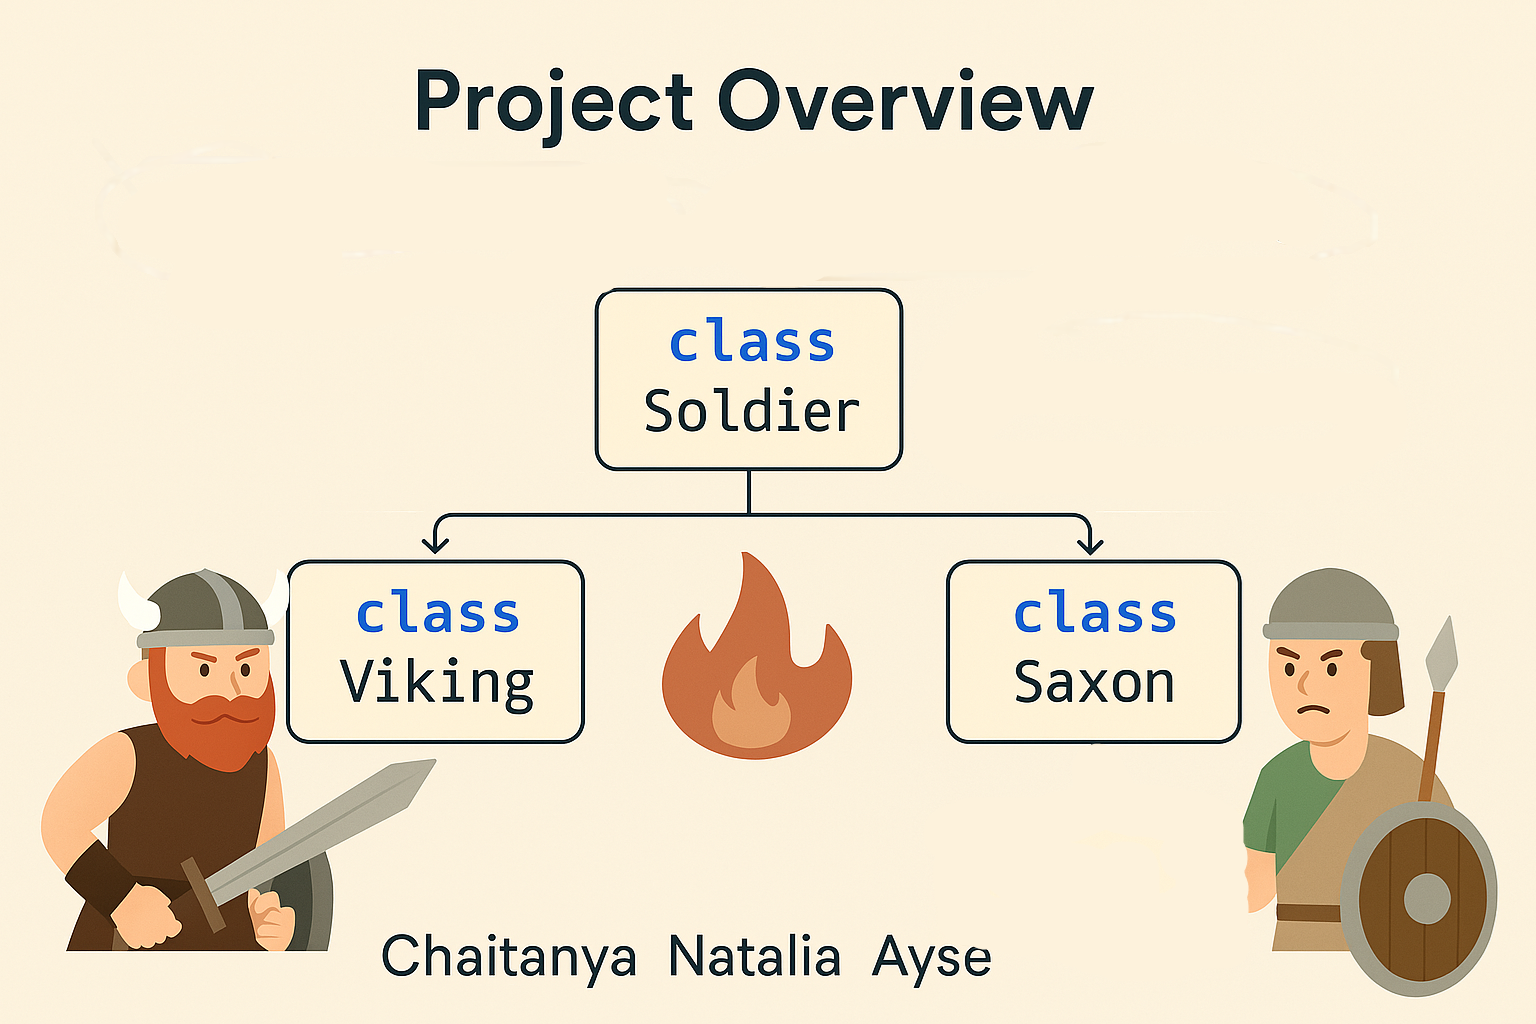 Project Overview
class
Soldier
class
Viking
class
Saxon
Chaitanya Natalia Ayse